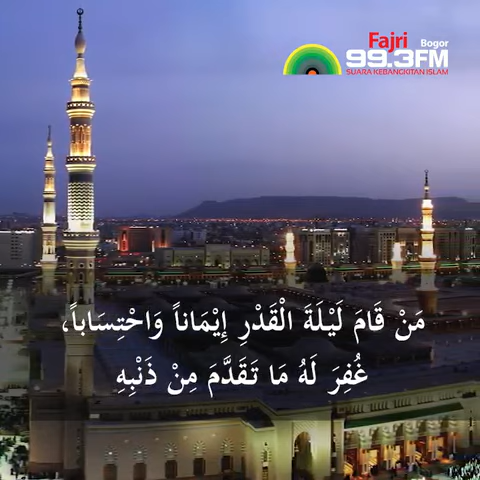 Fajri Bogor
99.3FM
SUARA KEBANGKITAN ISLAM
مَنْ قَامَ لَيْلَةَ الْقَدْرِ إِيْمَاناً وَاحْتِسَاباً،
غُفِرَ لَهُ مَا تَقَدَّمَ مِنْ ذَنْبِهِ